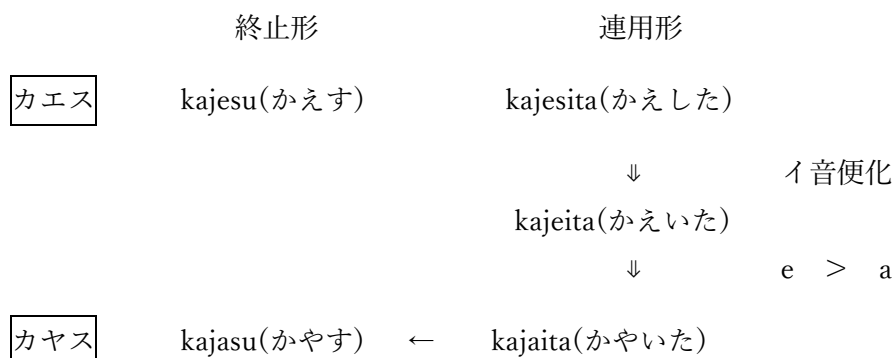 終止形 連用形
カエス kajesu(かえす) kajesita(かえした)
⇓ イ音便化
kajeita(かえいた)
⇓ e ＞ a
カヤス kajasu(かやす) ← kajaita(かやいた)